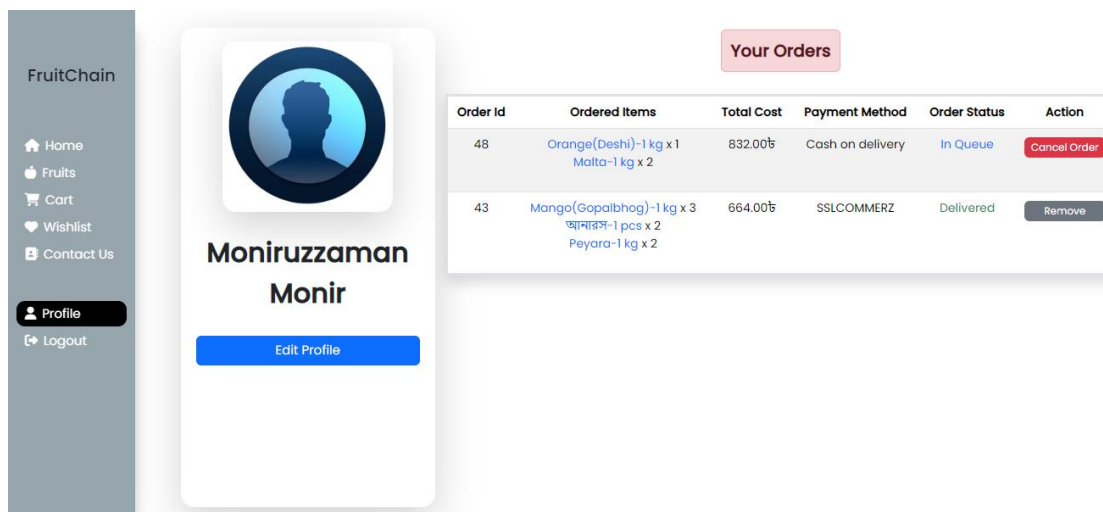 FruitChain
Home
Fruits
Cart
Wishlist
Contact Us
Profile
Logout
Moniruzzaman
Monir
Edit Profile
Your Orders
Order Id Ordered Items Total Cost Payment Method Order Status Action
48 Orange(Deshi)-1 kg x 1 832.00৳ Cash on delivery In Queue Cancel Order
Malta-1 kg x 2
43 Mango(Gopalbhog)-1 kg x 3 664.00৳ SSLCOMMERZ Delivered Remove
আনারস-1 pcs x 2
Peyara-1 kg x 2